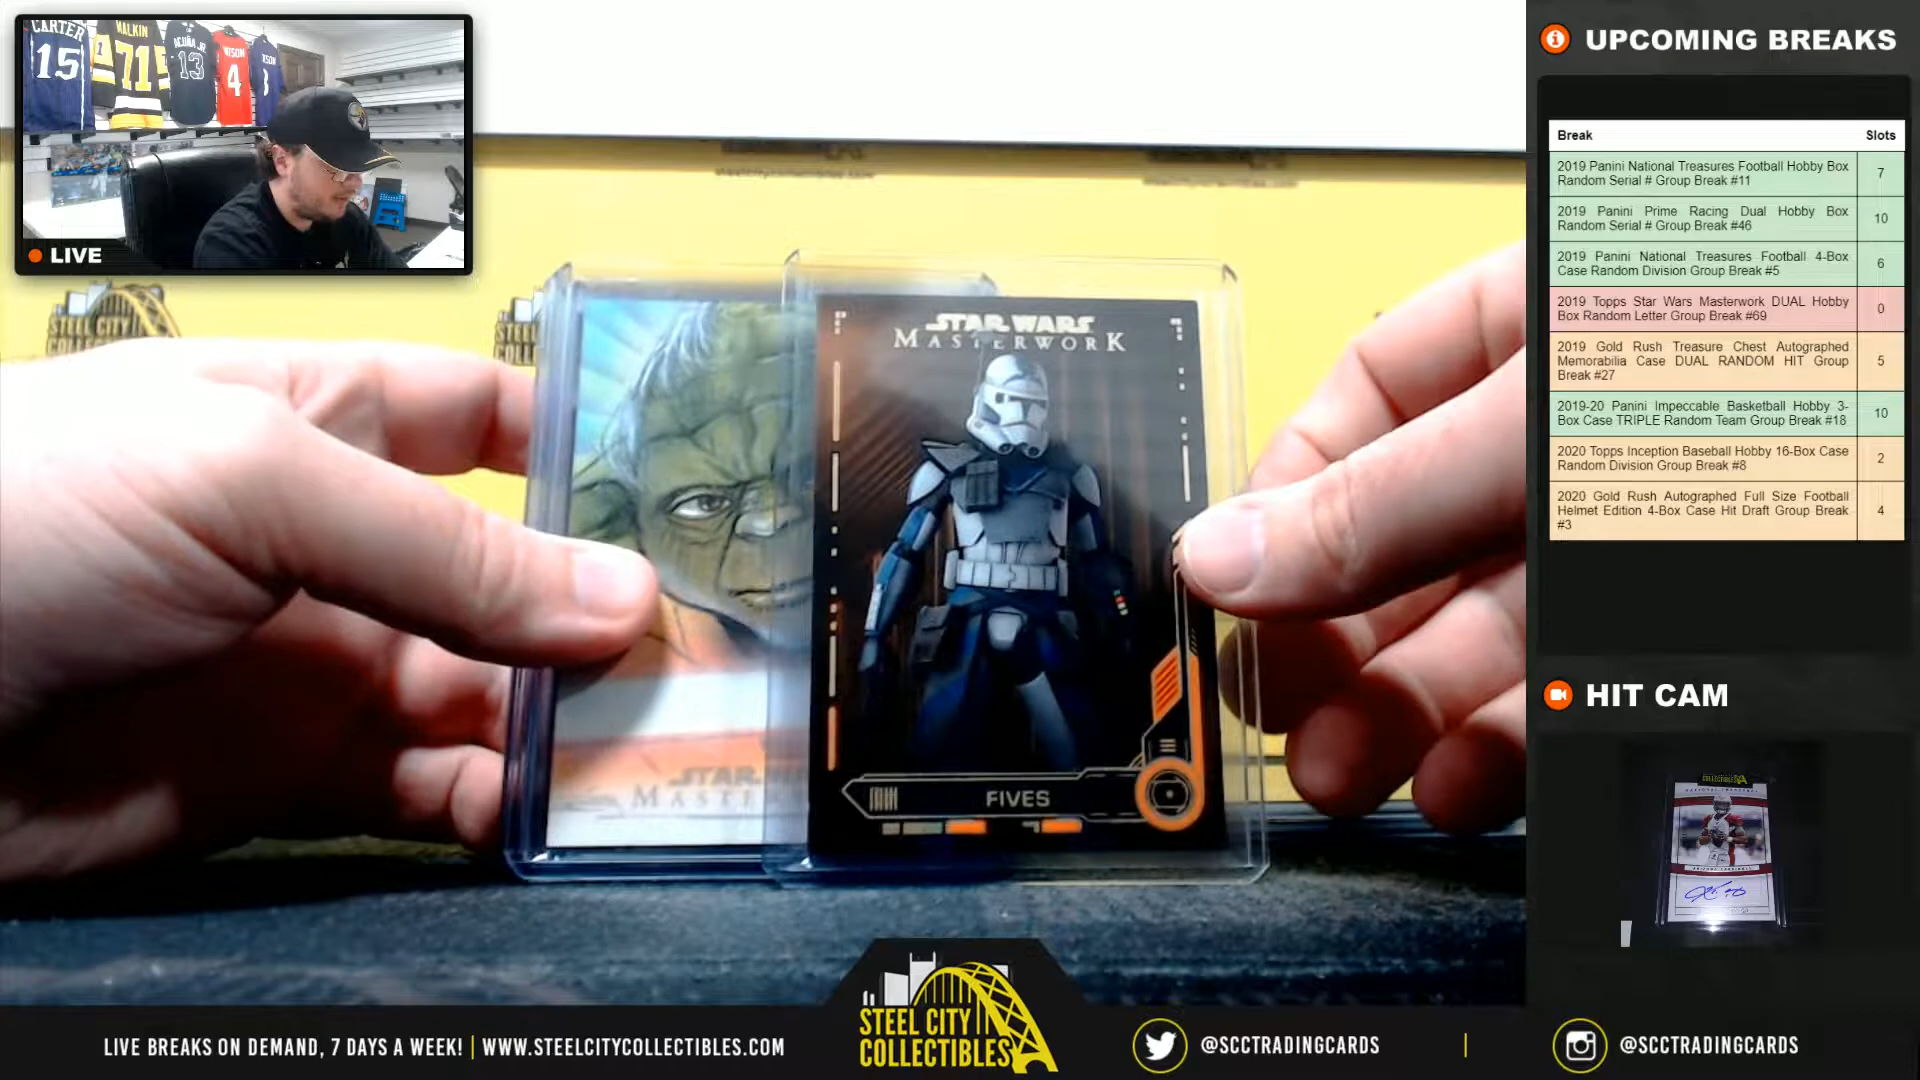 CARTER
15
MALKIN
71
ACUÑA JR.
13
4
LIVE
STEEL CITY
STEEL CITY
STAR WARS
MASTERWORK
FIVES
STAR WARS
UPCOMING BREAKS
Break Slots
2019 Panini National Treasures Football Hobby Box
Random Serial # Group Break #11
7
2019 Panini Prime Racing Dual Hobby Box
Random Serial # Group Break #46
10
2019 Panini National Treasures Football 4-Box
Case Random Division Group Break #5
6
2019 Topps Star Wars Masterwork DUAL Hobby
Box Random Letter Group Break #69
0
2019 Gold Rush Treasure Chest Autographed
Memorabilia Case DUAL RANDOM HIT Group
Break #27
5
2019-20 Panini Impeccable Basketball Hobby 3-
Box Case TRIPLE Random Team Group Break #18
10
2020 Topps Inception Baseball Hobby 16-Box Case
Random Division Group Break #8
2
2020 Gold Rush Autographed Full Size Football
Helmet Edition 4-Box Case Hit Draft Group Break
#3
4
HIT CAM
LIVE BREAKS ON DEMAND, 7 DAYS A WEEK! | WWW.STEELCITYCOLLECTIBLES.COM
STEEL CITY
COLLECTIBLES
@SCCTRADINGCARDS
@SCCTRADINGCARDS